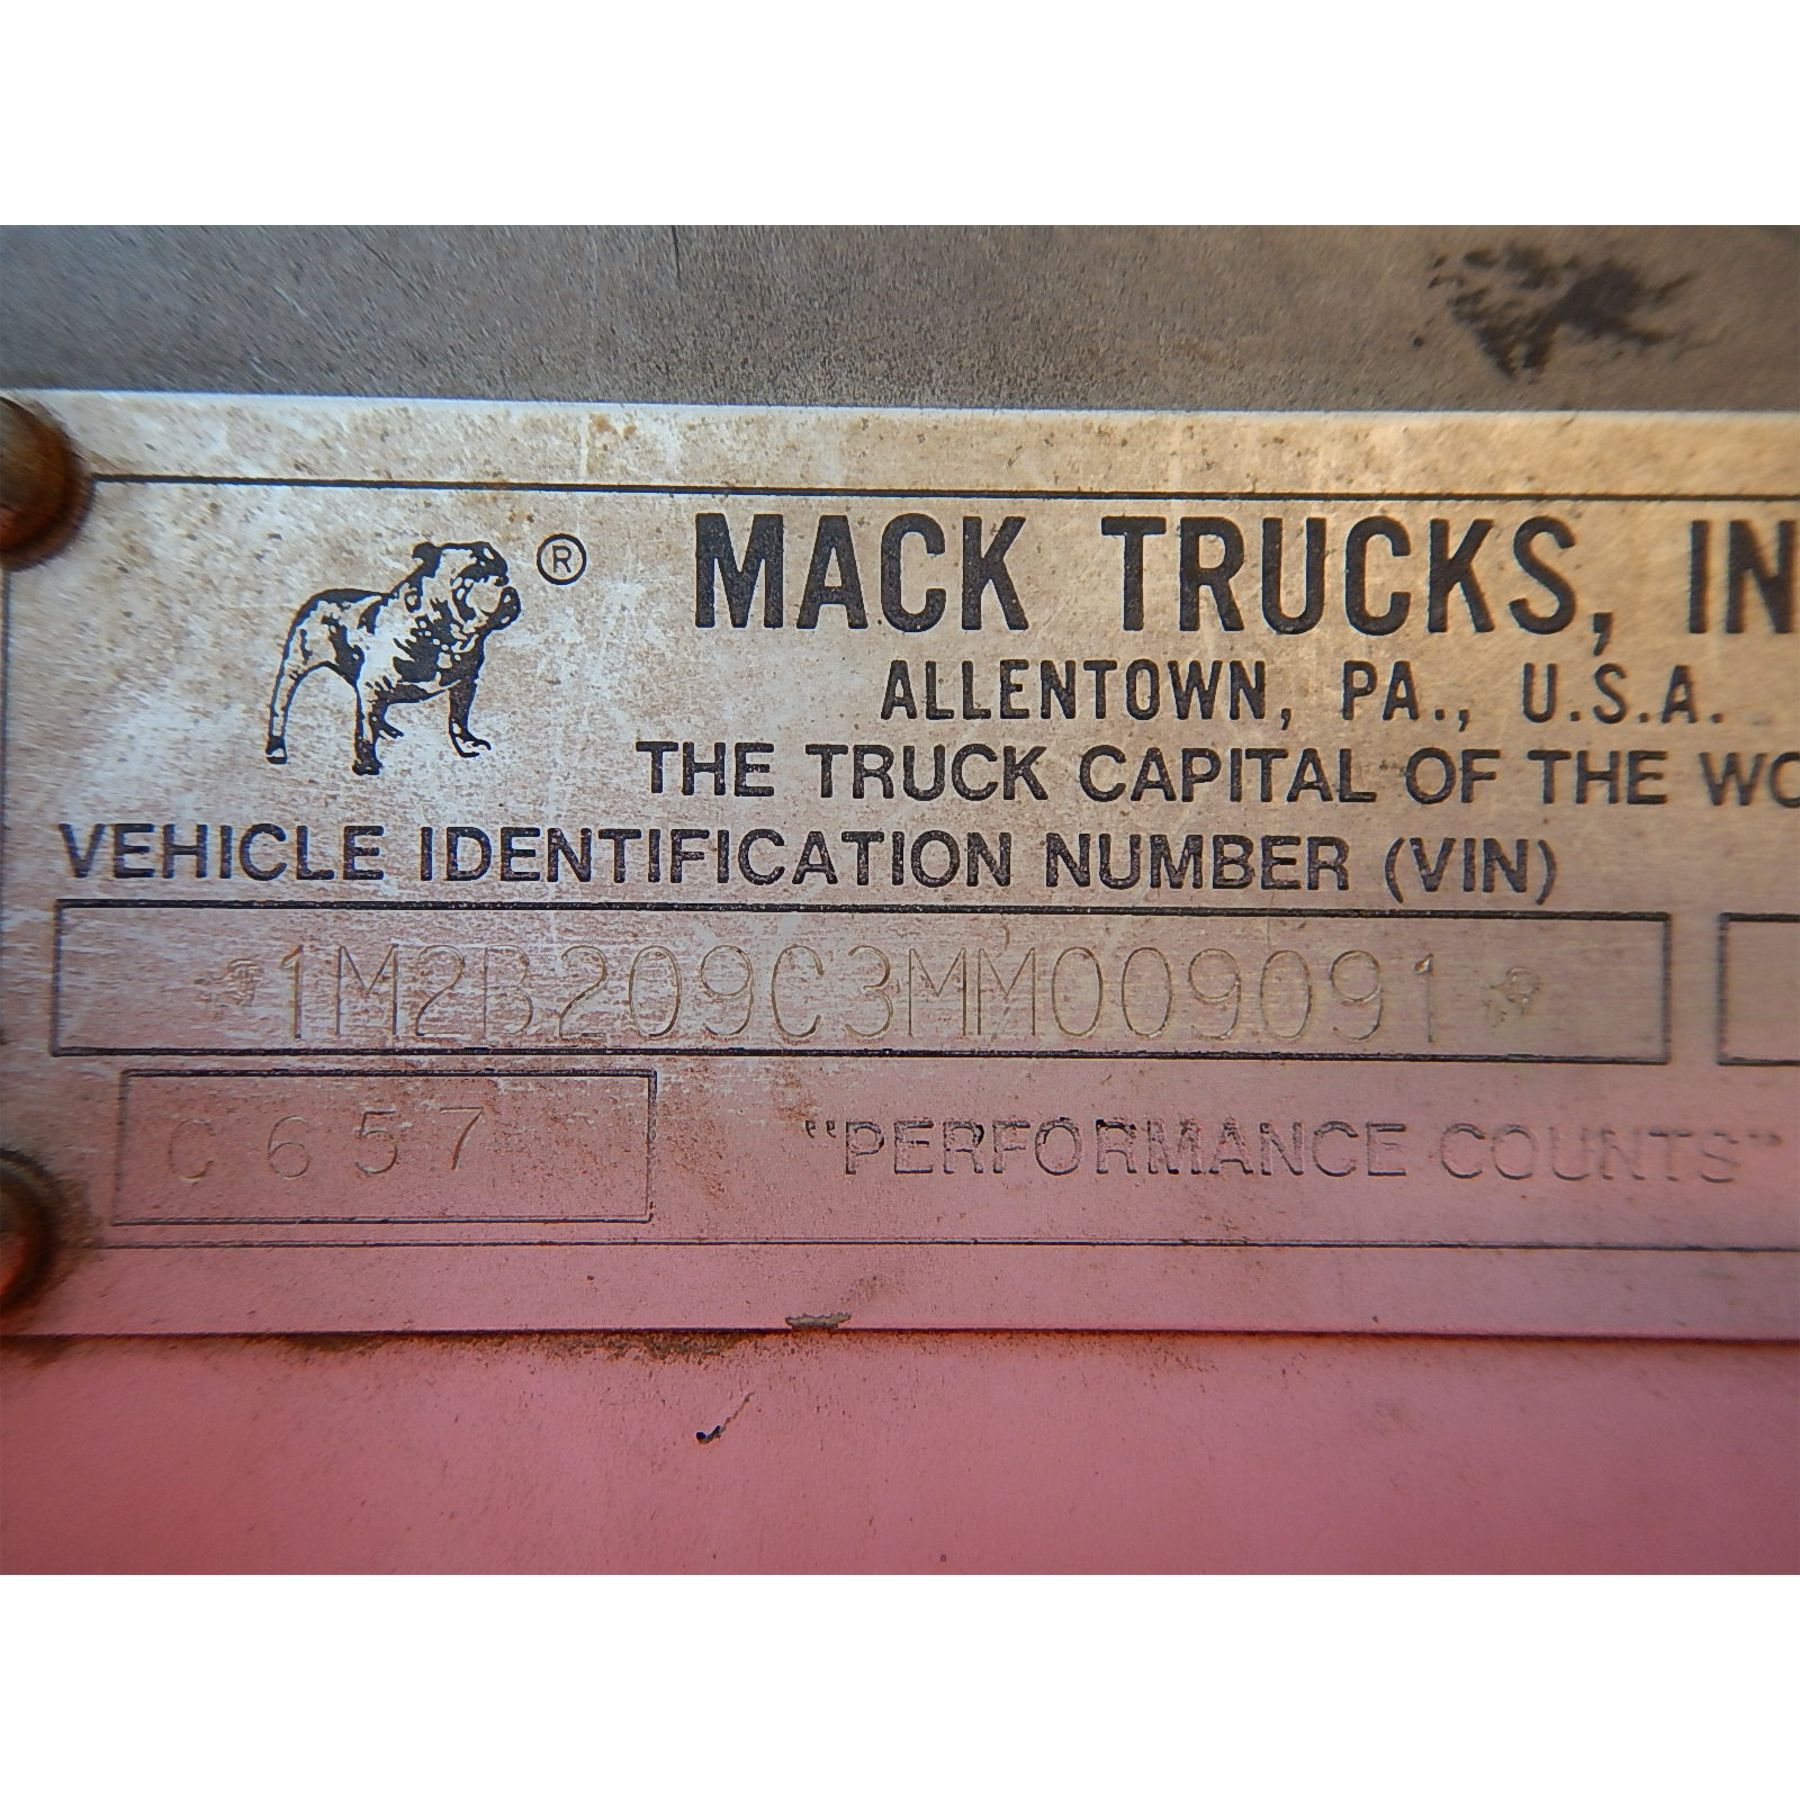 ®
MACK TRUCKS, IN
ALLENTOWN, PA., U.S.A.
THE TRUCK CAPITAL OF THE WO
VEHICLE IDENTIFICATION NUMBER (VIN)
1M2B209C3MM009091
C657
"PERFORMANCE COUNTS"